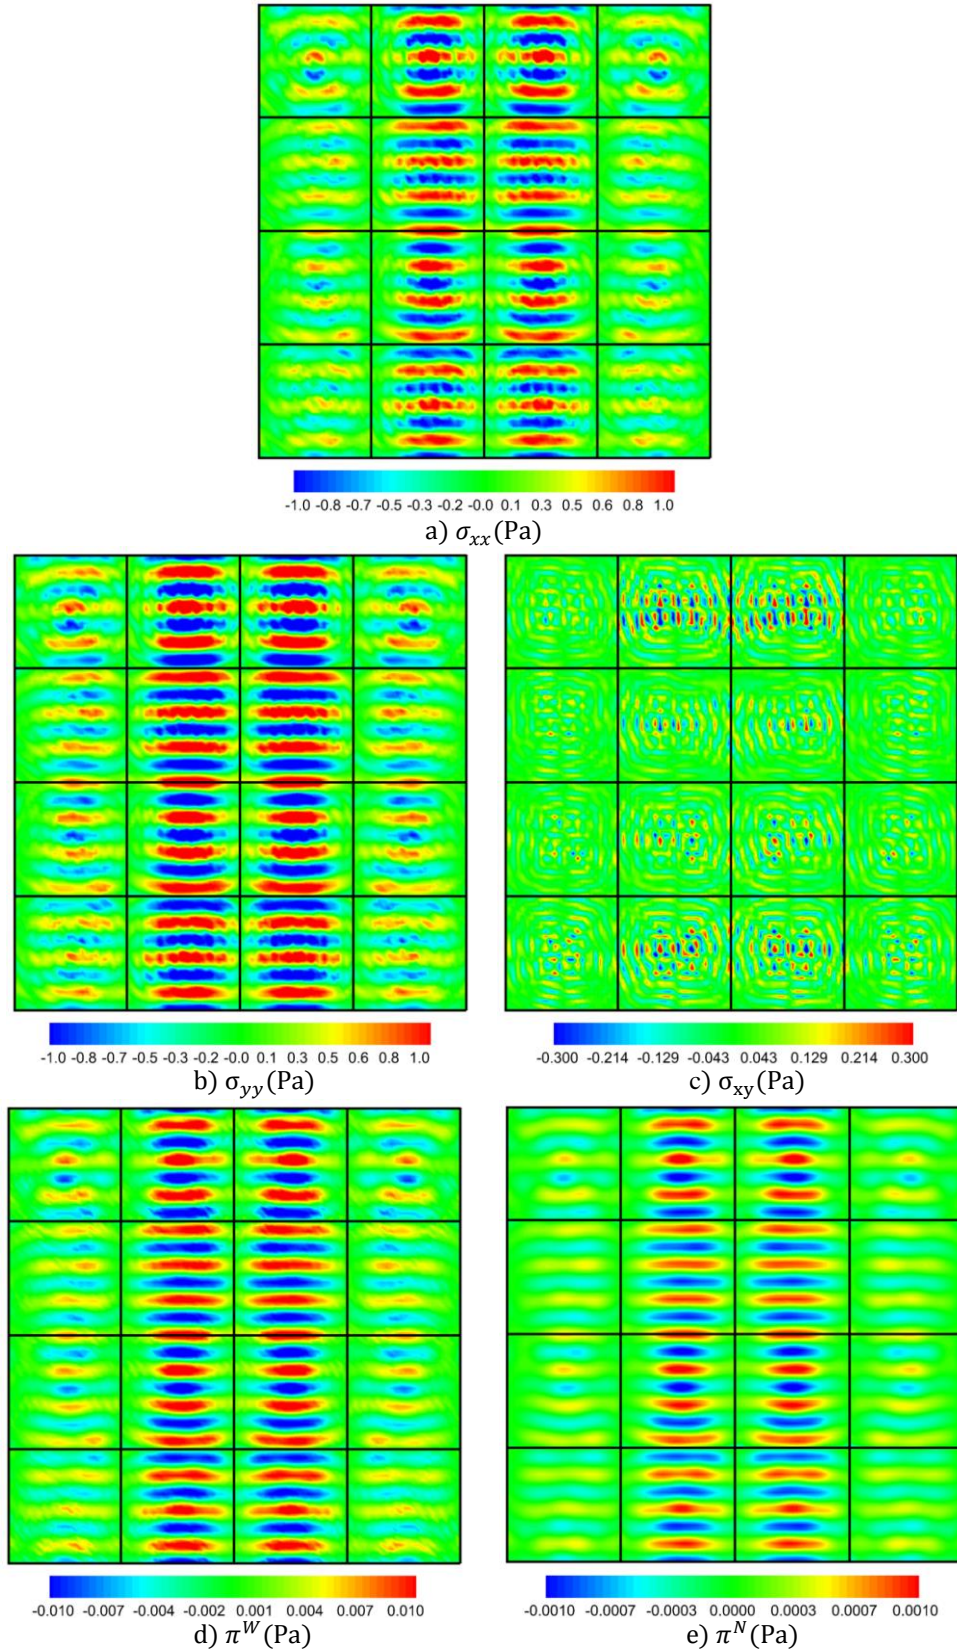 -1.0 -0.8 -0.7 -0.5 -0.3 -0.2 -0.0 0.1 0.3 0.5 0.6 0.8 1.0
a) σxx(Pa)
-1.0 -0.8 -0.7 -0.5 -0.3 -0.2 -0.0 0.1 0.3 0.5 0.6 0.8 1.0
b) σyy(Pa)
-0.300 -0.214 -0.129 -0.043 0.043 0.129 0.214 0.300
c) σxy(Pa)
-0.010 -0.007 -0.004 -0.002 0.001 0.004 0.007 0.010
d) π^W(Pa)
-0.0010 -0.0007 -0.0003 0.0000 0.0003 0.0007 0.0010
e) π^N(Pa)